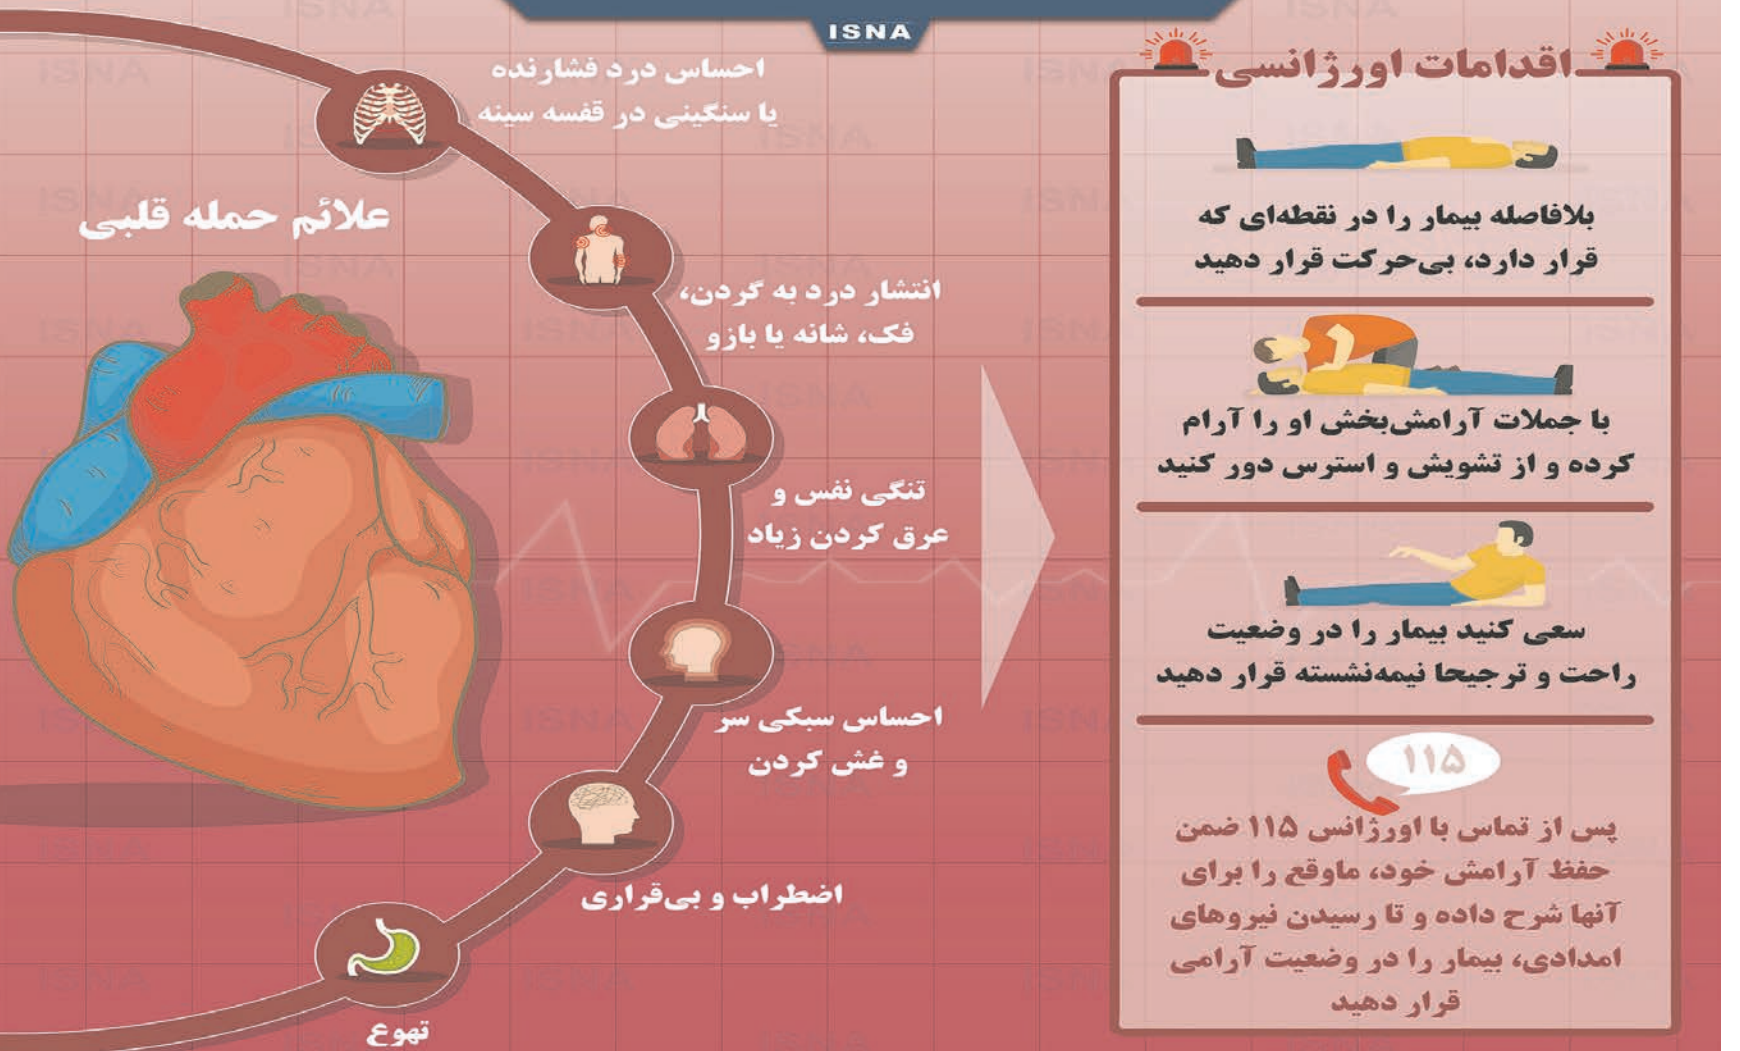 ISNA
اقدامات اورژانسی
بلافاصله بیمار را در نقطه‌ای که
قرار دارد، بی‌حرکت قرار دهید
با جملات آرامش‌بخش او را آرام
کرده و از تشویش و استرس دور کنید
سعی کنید بیمار را در وضعیت
راحت و ترجیحا نیمه‌نشسته قرار دهید
۱۱۵
پس از تماس با اورژانس ۱۱۵ ضمن
حفظ آرامش خود، ماوقع را برای
آنها شرح داده و تا رسیدن نیروهای
امدادی، بیمار را در وضعیت آرامی
قرار دهید
علائم حمله قلبی
احساس درد فشارنده
یا سنگینی در قفسه سینه
انتشار درد به گردن،
فک، شانه یا بازو
تنگی نفس و
عرق کردن زیاد
احساس سبکی سر
و غش کردن
اضطراب و بی‌قراری
تهوع